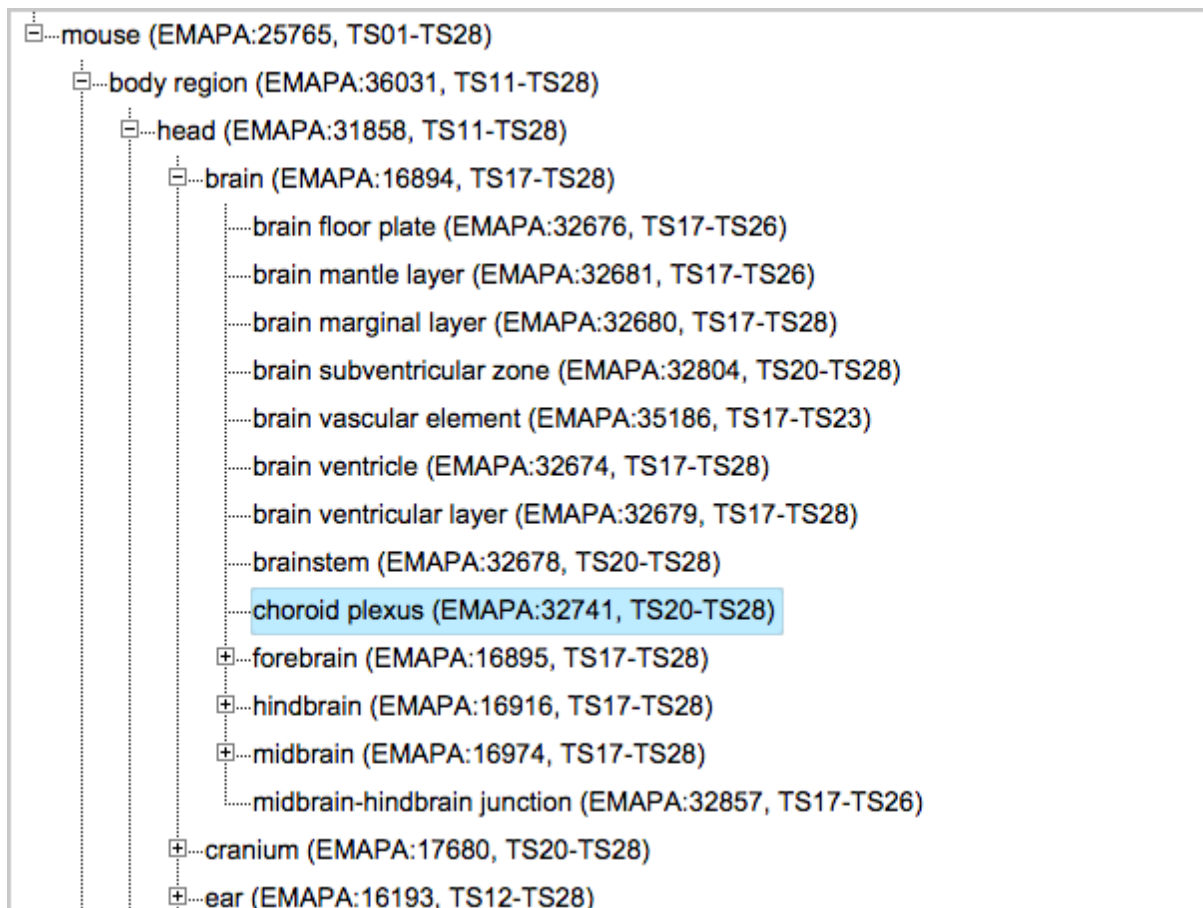 mouse (EMAPA:25765, TS01-TS28)
body region (EMAPA:36031, TS11-TS28)
head (EMAPA:31858, TS11-TS28)
brain (EMAPA:16894, TS17-TS28)
brain floor plate (EMAPA:32676, TS17-TS26)
brain mantle layer (EMAPA:32681, TS17-TS26)
brain marginal layer (EMAPA:32680, TS17-TS28)
brain subventricular zone (EMAPA:32804, TS20-TS28)
brain vascular element (EMAPA:35186, TS17-TS23)
brain ventricle (EMAPA:32674, TS17-TS28)
brain ventricular layer (EMAPA:32679, TS17-TS28)
brainstem (EMAPA:32678, TS20-TS28)
choroid plexus (EMAPA:32741, TS20-TS28)
forebrain (EMAPA:16895, TS17-TS28)
hindbrain (EMAPA:16916, TS17-TS28)
midbrain (EMAPA:16974, TS17-TS28)
midbrain-hindbrain junction (EMAPA:32857, TS17-TS26)
cranium (EMAPA:17680, TS20-TS28)
ear (EMAPA:16193, TS12-TS28)